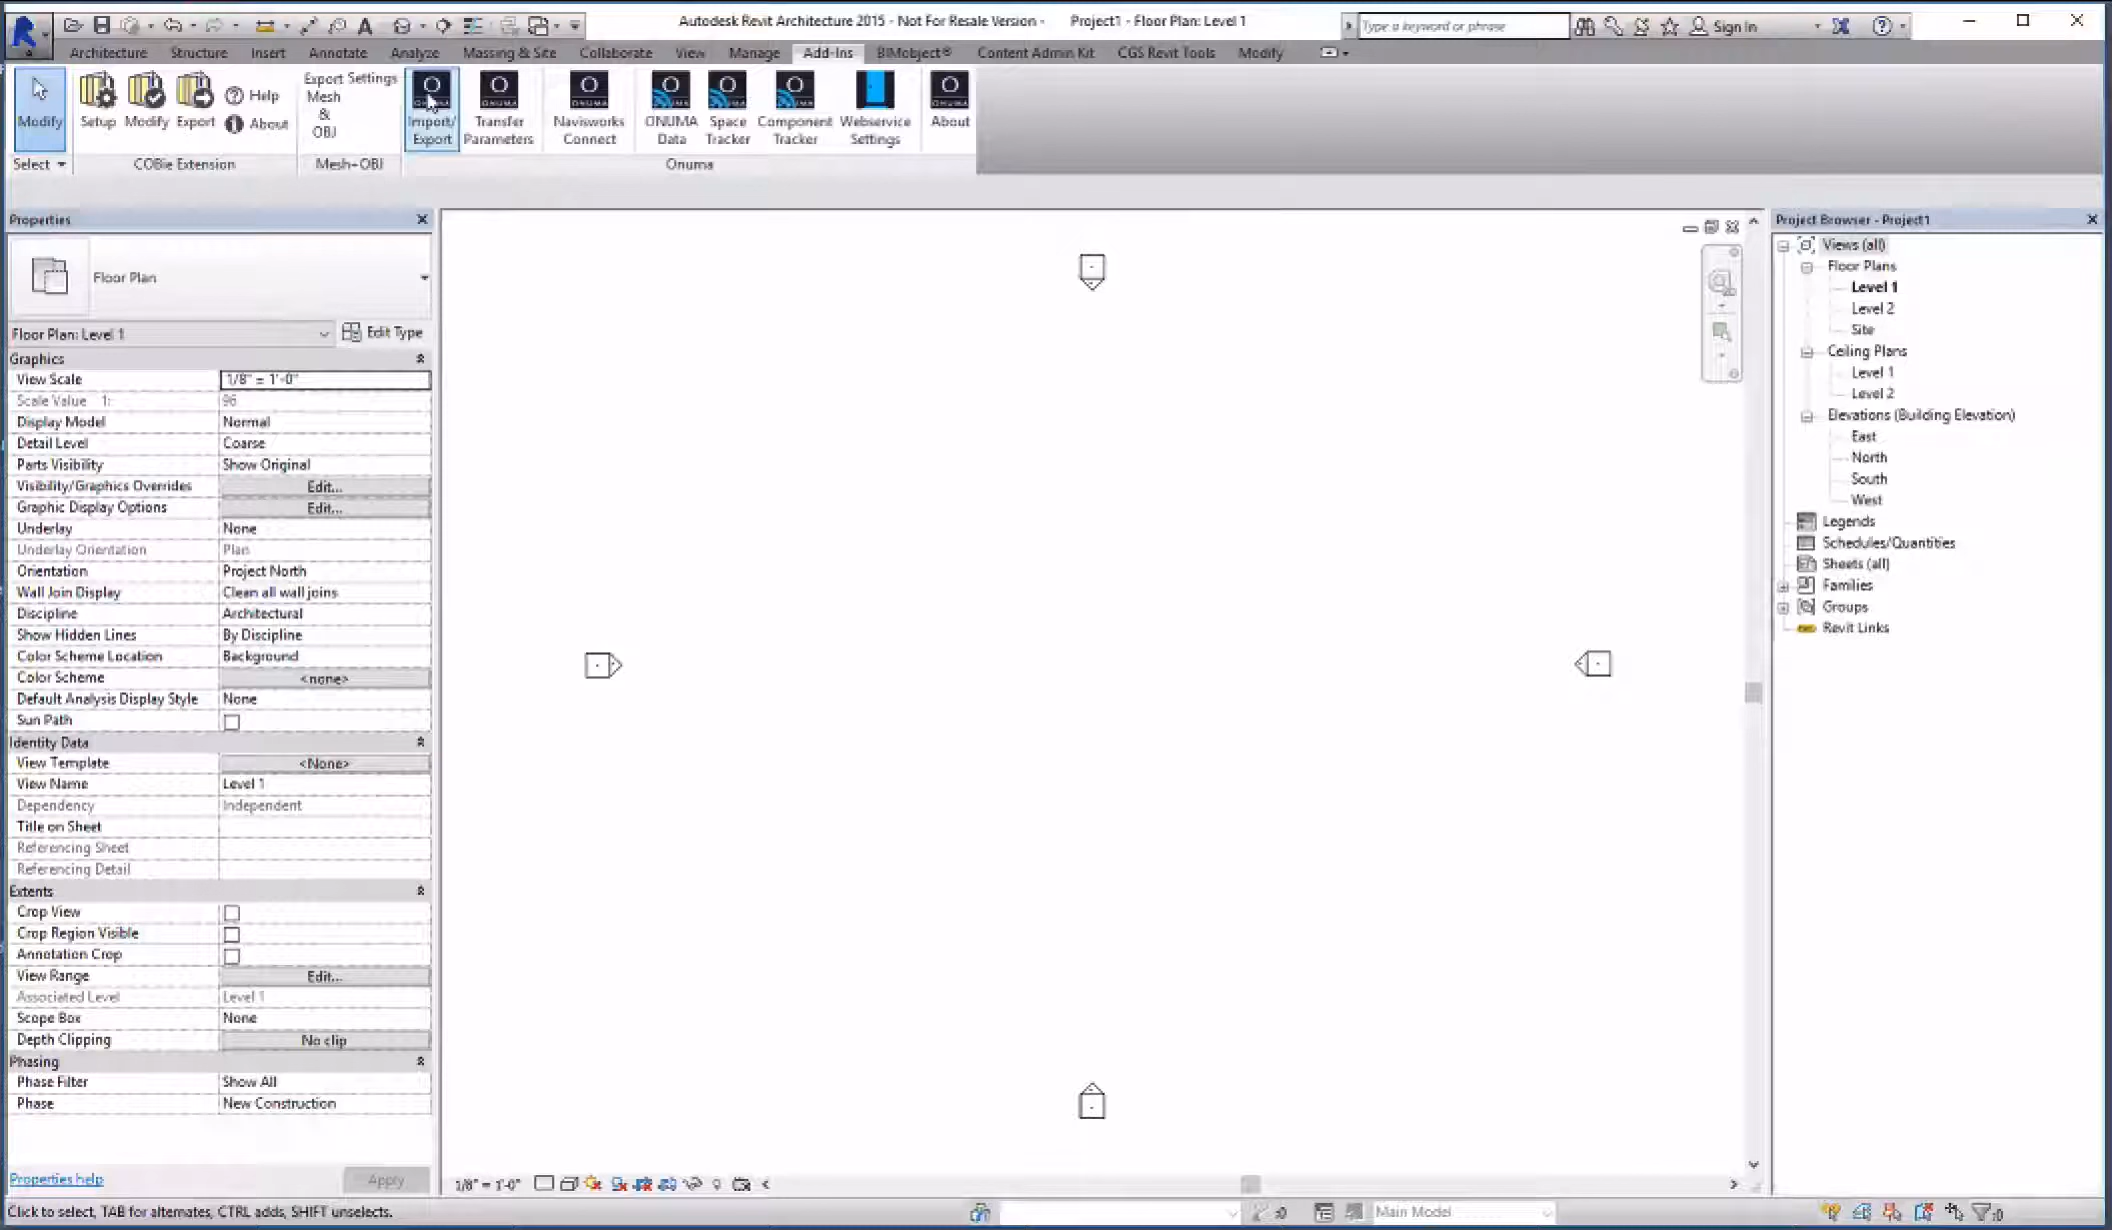 Autodesk Revit Architecture 2015 - Not For Resale Version - Project1 - Floor Plan: Level 1
Type a keyword or phrase
Sign In
Architecture Structure Insert Annotate Analyze Massing & Site Collaborate View Manage Add-Ins BIMobject® Content Admin Kit CGS Revit Tools Modify
Modify
Setup
Modify
Export
Help
About
Export Settings
Mesh
&
OBJ
Import/
Export
Transfer
Parameters
Navisworks
Connect
ONUMA
Data
Space
Tracker
Component
Tracker
Webservice
Settings
About
Select
COBie Extension
Mesh+OBJ
Onuma
Properties
Floor Plan
Floor Plan: Level 1
Edit Type
Graphics
View Scale 1/8" = 1'-0"
Scale Value 1: 96
Display Model Normal
Detail Level Coarse
Parts Visibility Show Original
Visibility/Graphics Overrides Edit...
Graphic Display Options Edit...
Underlay None
Underlay Orientation Plan
Orientation Project North
Wall Join Display Clean all wall joins
Discipline Architectural
Show Hidden Lines By Discipline
Color Scheme Location Background
Color Scheme <none>
Default Analysis Display Style None
Sun Path
Identity Data
View Template <None>
View Name Level 1
Dependency Independent
Title on Sheet
Referencing Sheet
Referencing Detail
Extents
Crop View
Crop Region Visible
Annotation Crop
View Range Edit...
Associated Level Level 1
Scope Box None
Depth Clipping No clip
Phasing
Phase Filter Show All
Phase New Construction
Properties help
Apply
Project Browser - Project1
Views (all)
Floor Plans
Level 1
Level 2
Site
Ceiling Plans
Level 1
Level 2
Elevations (Building Elevation)
East
North
South
West
Legends
Schedules/Quantities
Sheets (all)
Families
Groups
Revit Links
1/8" = 1'-0"
Click to select, TAB for alternates, CTRL adds, SHIFT unselects.
:0
Main Model
:0